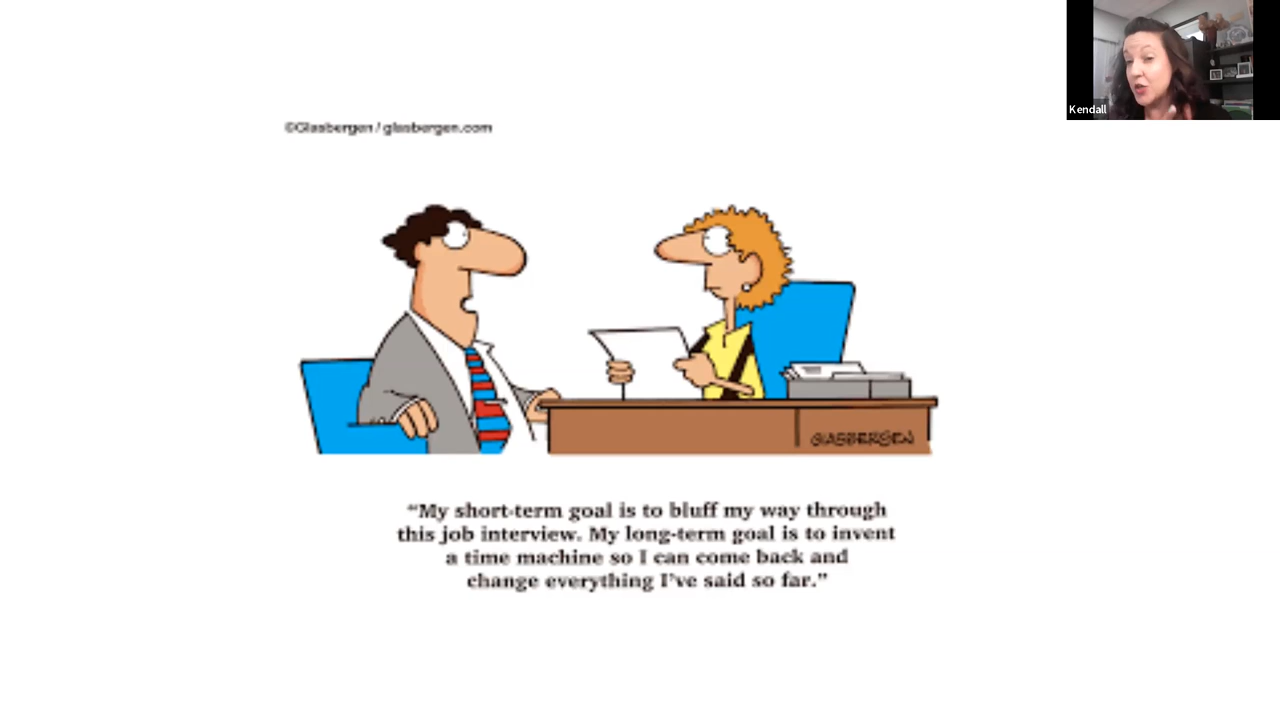 ©Glasbergen / glasbergen.com
Kendall
GLASBERGEN
“My short-term goal is to bluff my way through
this job interview. My long-term goal is to invent
a time machine so I can come back and
change everything I’ve said so far.”